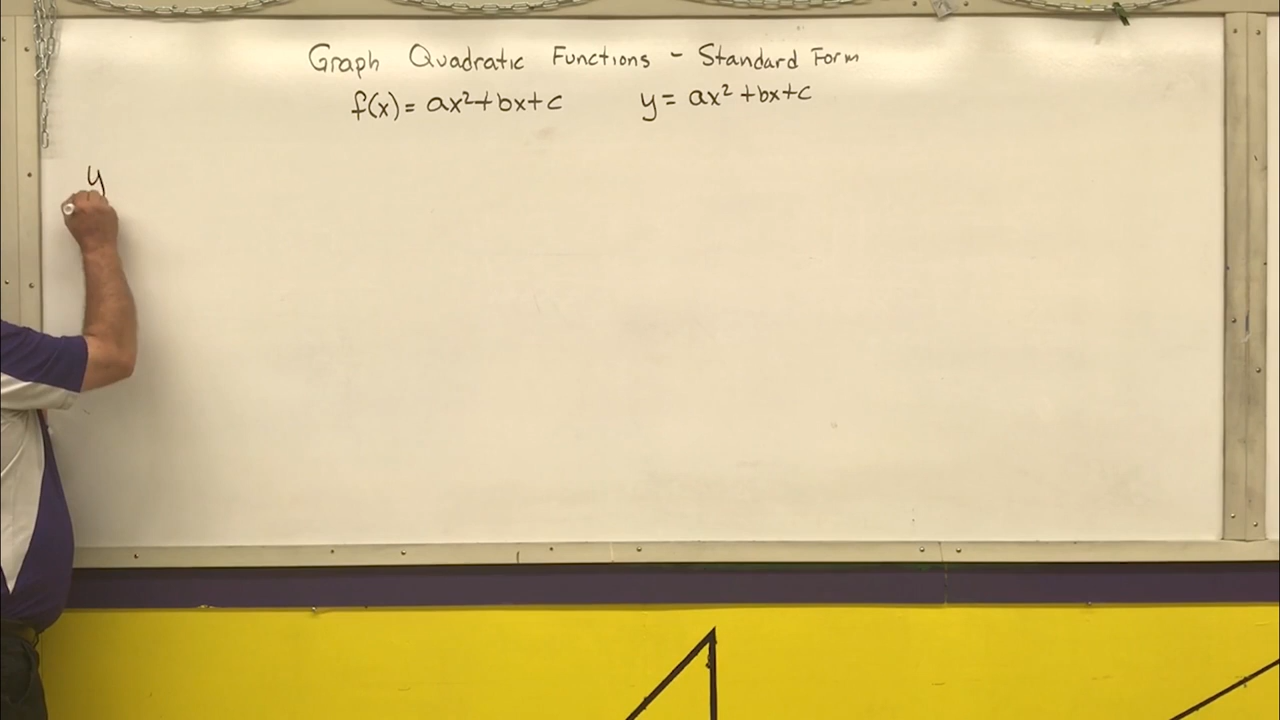 Graph Quadratic Functions - Standard Form
f(x) = ax²+bx+c y = ax²+bx+c
y